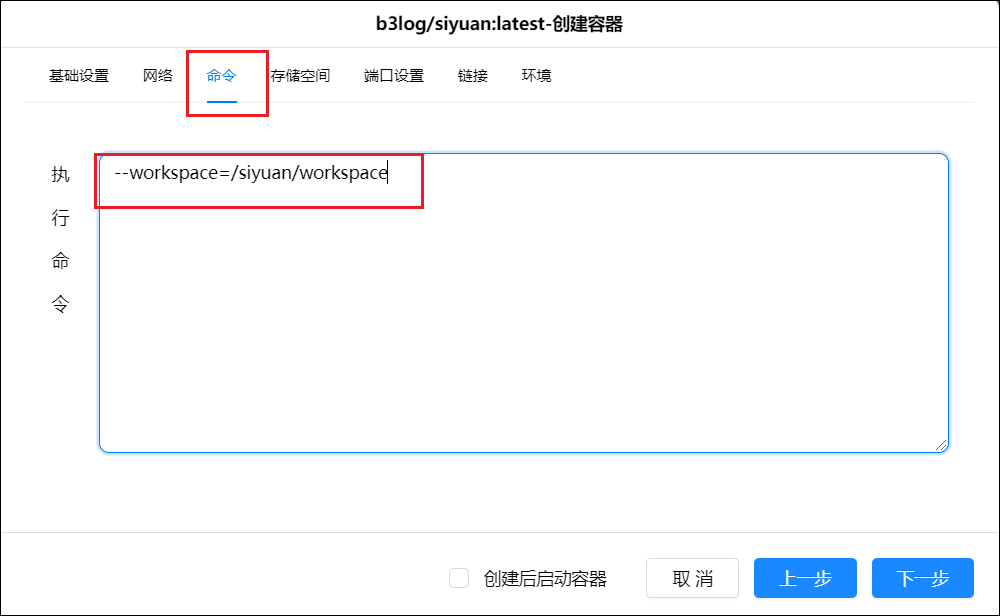 b3log/siyuan:latest-创建容器
基础设置 网络 命令 存储空间 端口设置 链接 环境
执行命令
--workspace=/siyuan/workspace
创建后启动容器 取 消 上一步 下一步